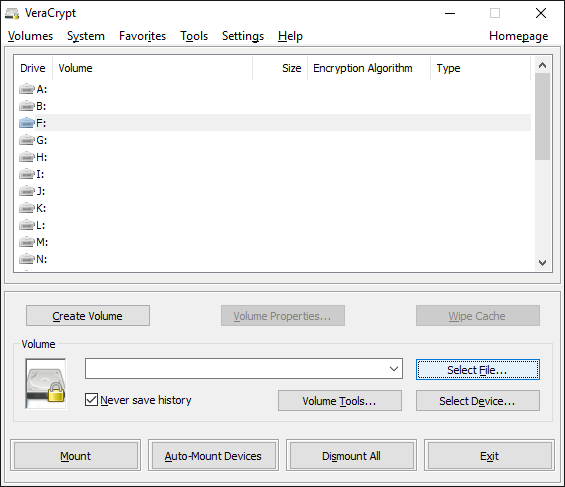 VeraCrypt
Volumes System Favorites Tools Settings Help Homepage
Drive Volume Size Encryption Algorithm Type
A:
B:
F:
G:
H:
I:
J:
K:
L:
M:
N:
Create Volume Volume Properties... Wipe Cache
Volume
Select File...
Never save history Volume Tools... Select Device...
Mount Auto-Mount Devices Dismount All Exit